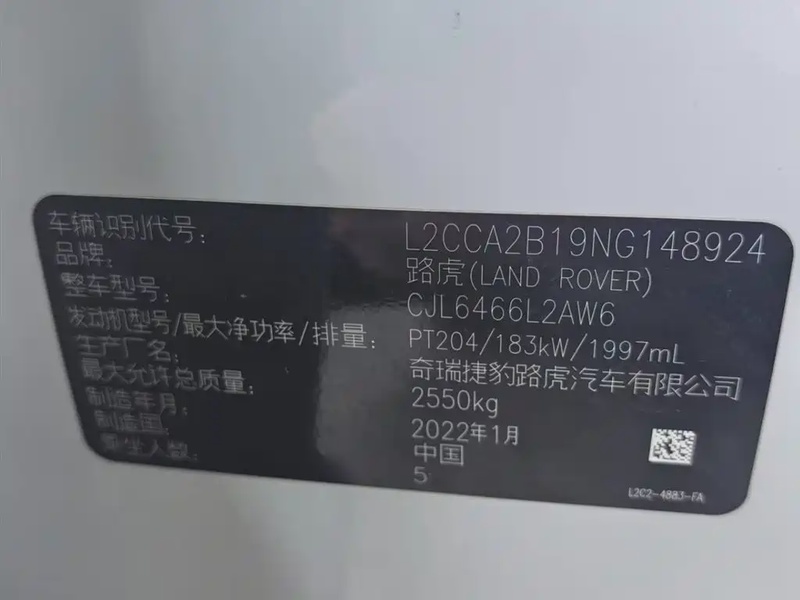 车辆识别代号: L2CCA2B19NG148924
品牌: 路虎(LAND ROVER)
整车型号: CJL6466L2AW6
发动机型号/最大净功率/排量: PT204/183kW/1997mL
生产厂名: 奇瑞捷豹路虎汽车有限公司
最大允许总质量: 2550kg
制造年月: 2022年1月
制造国: 中国
乘坐人数: 5
L2C2-4883-FA